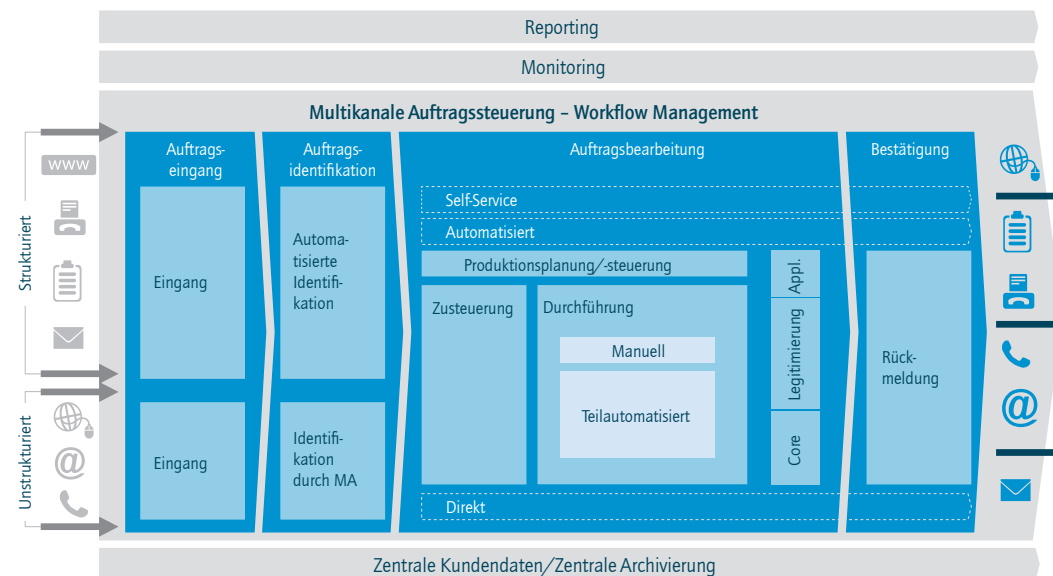 Reporting
Monitoring
Multikanale Auftragssteuerung – Workflow Management
Strukturiert
www
Unstrukturiert
@
Auftrags-
eingang
Eingang
Eingang
Auftrags-
identifikation
Automa-
tisierte
Identifi-
kation
Identifi-
kation
durch MA
Auftragsbearbeitung
Self-Service
Automatisiert
Produktionsplanung/-steuerung
Zusteuerung
Durchführung
Manuell
Teilautomatisiert
Appl.
Legitimierung
Core
Direkt
Bestätigung
Rück-
meldung
@
Zentrale Kundendaten/Zentrale Archivierung